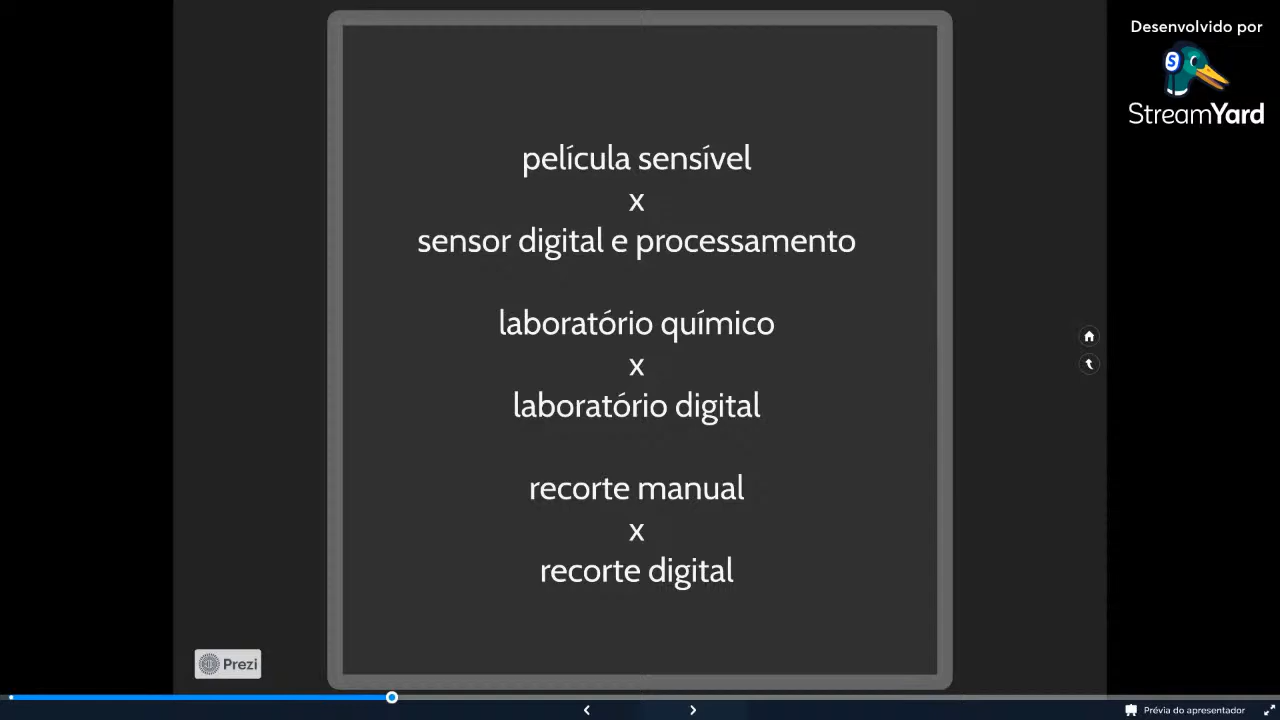 Desenvolvido por
StreamYard
película sensível
x
sensor digital e processamento
laboratório químico
x
laboratório digital
recorte manual
x
recorte digital
Prezi
Prévia do apresentador